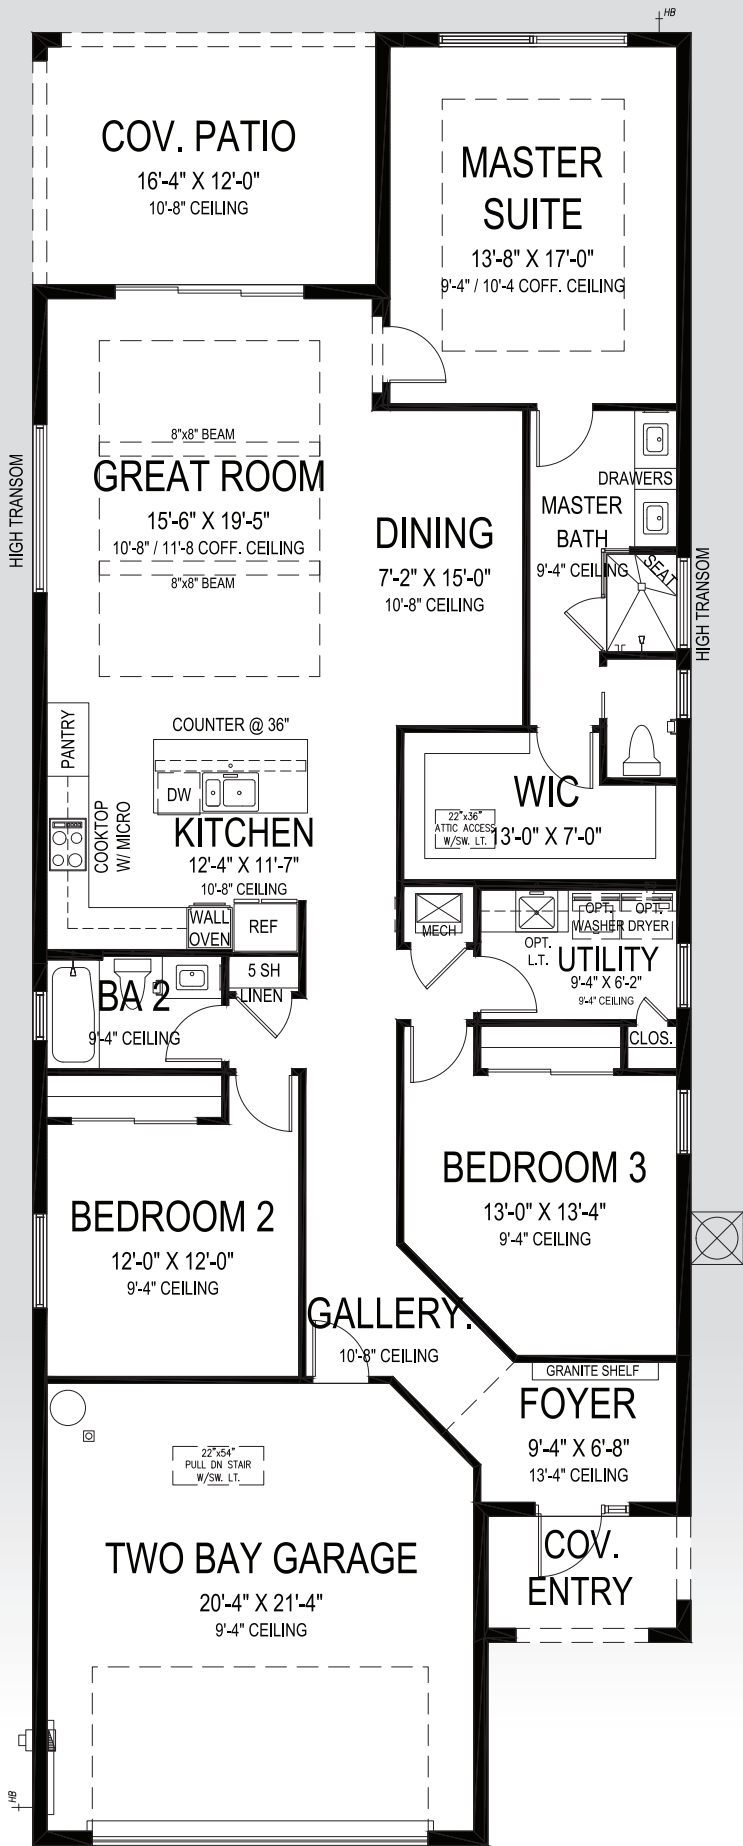 HB
COV. PATIO
16'-4" X 12'-0"
10'-8" CEILING
MASTER
SUITE
13'-8" X 17'-0"
9'-4" / 10'-4 COFF. CEILING
8"x8" BEAM
GREAT ROOM
15'-6" X 19'-5"
10'-8" / 11'-8 COFF. CEILING
8"x8" BEAM
HIGH TRANSOM
DINING
7'-2" X 15'-0"
10'-8" CEILING
DRAWERS
MASTER
BATH
9'-4" CEILING
SEAT
HIGH TRANSOM
PANTRY
COUNTER @ 36"
DW
COOKTOP
W/ MICRO
KITCHEN
12'-4" X 11'-7"
10'-8" CEILING
WALL
OVEN
REF
WIC
13'-0" X 7'-0"
22"x36"
ATTIC ACCESS
W/SW. LT.
MECH
OPT.
L.T.
OPT.
WASHER
OPT.
DRYER
UTILITY
9'-4" X 6'-2"
9'-4" CEILING
CLOS.
5 SH
LINEN
BA 2
9'-4" CEILING
BEDROOM 3
13'-0" X 13'-4"
9'-4" CEILING
BEDROOM 2
12'-0" X 12'-0"
9'-4" CEILING
GALLERY.
10'-8" CEILING
GRANITE SHELF
FOYER
9'-4" X 6'-8"
13'-4" CEILING
22"x54"
PULL DN STAIR
W/SW. LT.
COV.
ENTRY
TWO BAY GARAGE
20'-4" X 21'-4"
9'-4" CEILING
HB